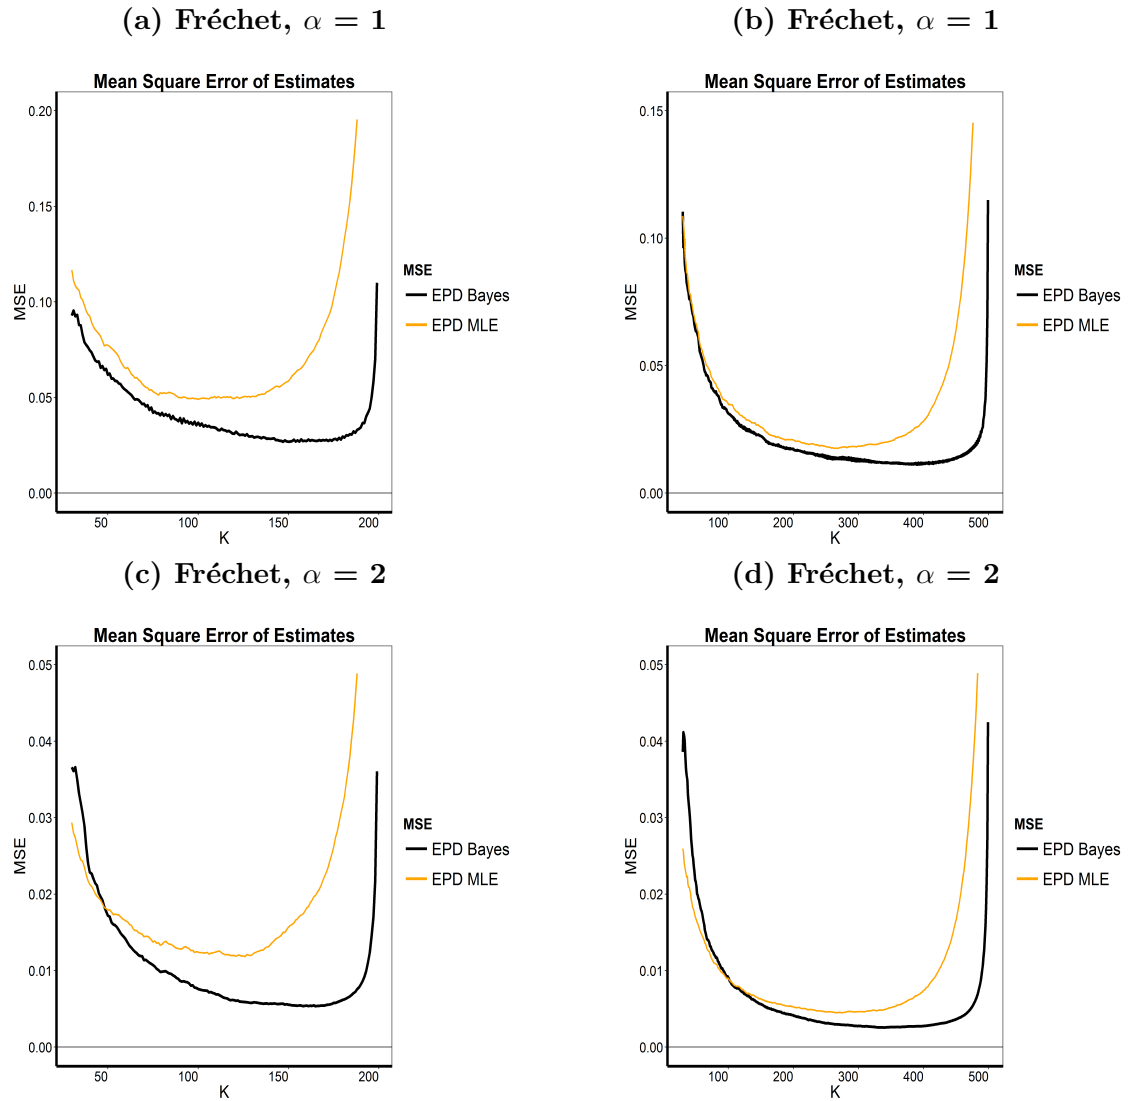 (a) Fréchet, α = 1
Mean Square Error of Estimates
0.20
0.15
0.10
0.05
0.00
MSE
50
100
150
200
K
MSE
EPD Bayes
EPD MLE
(b) Fréchet, α = 1
Mean Square Error of Estimates
0.15
0.10
0.05
0.00
MSE
100
200
300
400
500
K
MSE
EPD Bayes
EPD MLE
(c) Fréchet, α = 2
Mean Square Error of Estimates
0.05
0.04
0.03
0.02
0.01
0.00
MSE
50
100
150
200
K
MSE
EPD Bayes
EPD MLE
(d) Fréchet, α = 2
Mean Square Error of Estimates
0.05
0.04
0.03
0.02
0.01
0.00
MSE
100
200
300
400
500
K
MSE
EPD Bayes
EPD MLE